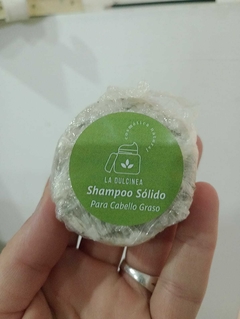 LA DULCINEA
Shampoo Sólido
Para Cabello Graso